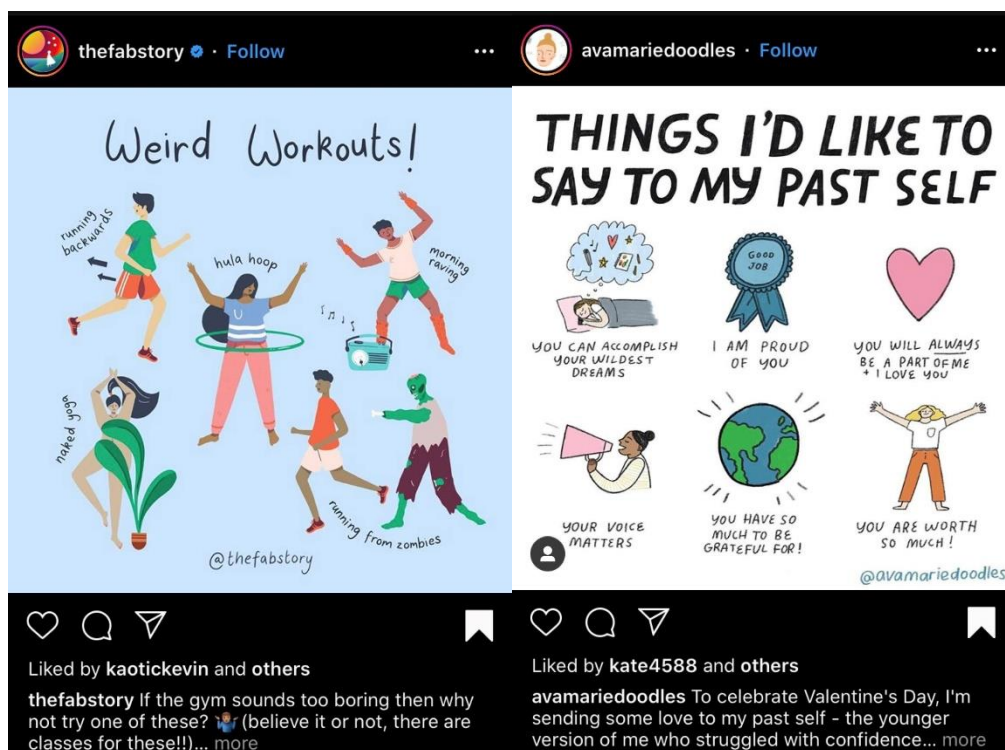 thefabstory · Follow
Weird Workouts!
running
backwards
hula hoop
morning
raving
naked yoga
running from zombies
@thefabstory
Liked by kaotickevin and others
thefabstory If the gym sounds too boring then why
not try one of these? 🤷🏾‍♂️ (believe it or not, there are
classes for these!!)... more
avamariedoodles · Follow
THINGS I'D LIKE TO
SAY TO MY PAST SELF
YOU CAN ACCOMPLISH
YOUR WILDEST
DREAMS
GOOD
JOB
I AM PROUD
OF YOU
YOU WILL ALWAYS
BE A PART OF ME
+ I LOVE YOU
YOUR VOICE
MATTERS
YOU HAVE SO
MUCH TO BE
GRATEFUL FOR!
YOU ARE WORTH
SO MUCH!
@avamariedoodles
Liked by kate4588 and others
avamariedoodles To celebrate Valentine's Day, I'm
sending some love to my past self - the younger
version of me who struggled with confidence... more